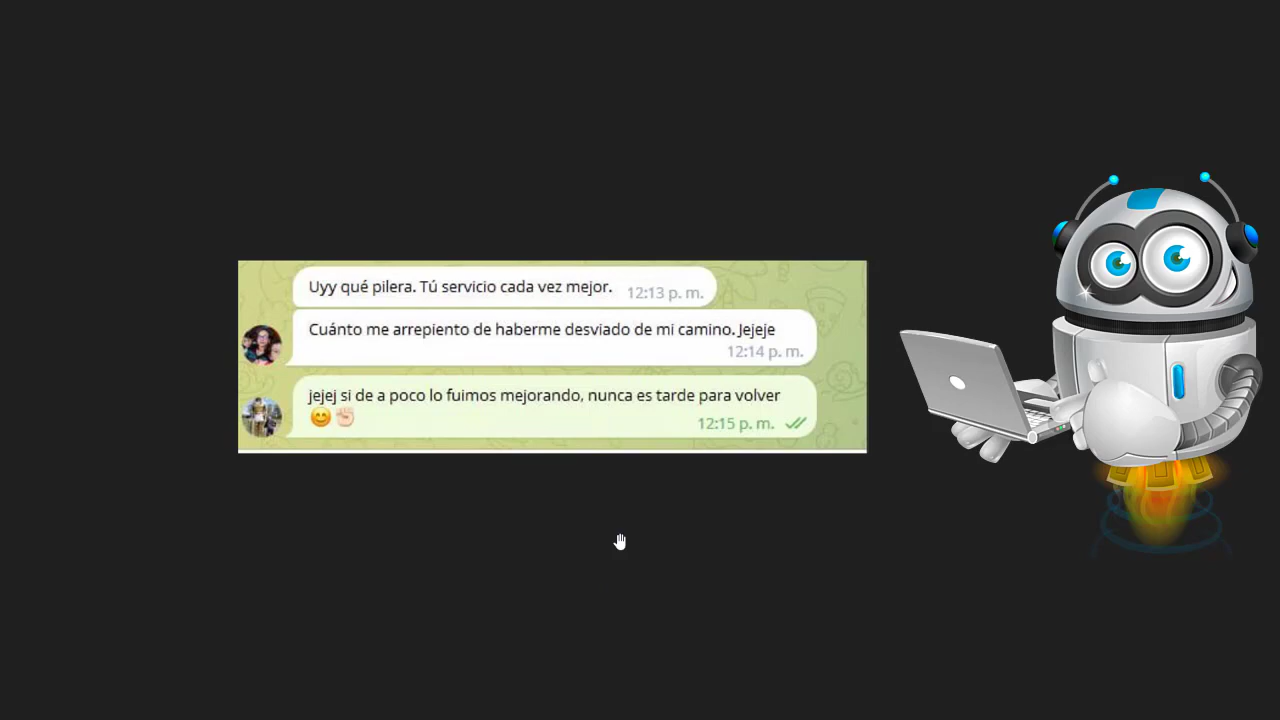 Uyy qué pilera. Tú servicio cada vez mejor. 12:13 p. m.
Cuánto me arrepiento de haberme desviado de mi camino. Jejeje
12:14 p. m.
jejej si de a poco lo fuimos mejorando, nunca es tarde para volver
😊✊🏻 12:15 p. m.